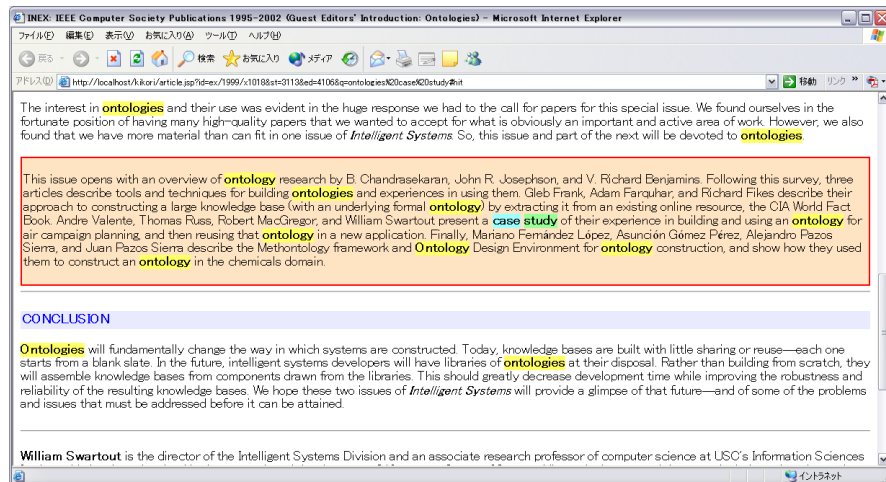 INEX: IEEE Computer Society Publications 1995-2002 (Guest Editors' Introduction: Ontologies) - Microsoft Internet Explorer
ファイル(F) 編集(E) 表示(V) お気に入り(A) ツール(T) ヘルプ(H)
戻る 検索 お気に入り メディア
アドレス(D) http://localhost/kikori/article.jsp?id=ex/1999/x1018&st=3113&ed=4106&q=ontologies%20case%20study#hit 移動 リンク »
The interest in ontologies and their use was evident in the huge response we had to the call for papers for this special issue. We found ourselves in the
fortunate position of having many high-quality papers that we wanted to accept for what is obviously an important and active area of work. However, we also
found that we have more material than can fit in one issue of Intelligent Systems. So, this issue and part of the next will be devoted to ontologies.
This issue opens with an overview of ontology research by B. Chandrasekaran, John R. Josephson, and V. Richard Benjamins. Following this survey, three
articles describe tools and techniques for building ontologies and experiences in using them. Gleb Frank, Adam Farquhar, and Richard Fikes describe their
approach to constructing a large knowledge base (with an underlying formal ontology) by extracting it from an existing online resource, the CIA World Fact
Book. Andre Valente, Thomas Russ, Robert MacGregor, and William Swartout present a case study of their experience in building and using an ontology for
air campaign planning, and then reusing that ontology in a new application. Finally, Mariano Fernández López, Asunción Gómez Pérez, Alejandro Pazos
Sierra, and Juan Pazos Sierra describe the Methontology framework and Ontology Design Environment for ontology construction, and show how they used
them to construct an ontology in the chemicals domain.
CONCLUSION
Ontologies will fundamentally change the way in which systems are constructed. Today, knowledge bases are built with little sharing or reuse—each one
starts from a blank slate. In the future, intelligent systems developers will have libraries of ontologies at their disposal. Rather than building from scratch, they
will assemble knowledge bases from components drawn from the libraries. This should greatly decrease development time while improving the robustness and
reliability of the resulting knowledge bases. We hope these two issues of Intelligent Systems will provide a glimpse of that future—and of some of the problems
and issues that must be addressed before it can be attained.
William Swartout is the director of the Intelligent Systems Division and an associate research professor of computer science at USC's Information Sciences
イントラネット